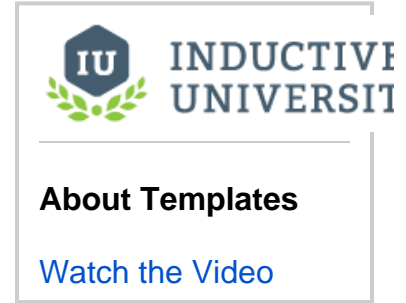 IU
INDUCTIVE
UNIVERSIT
About Templates
Watch the Video